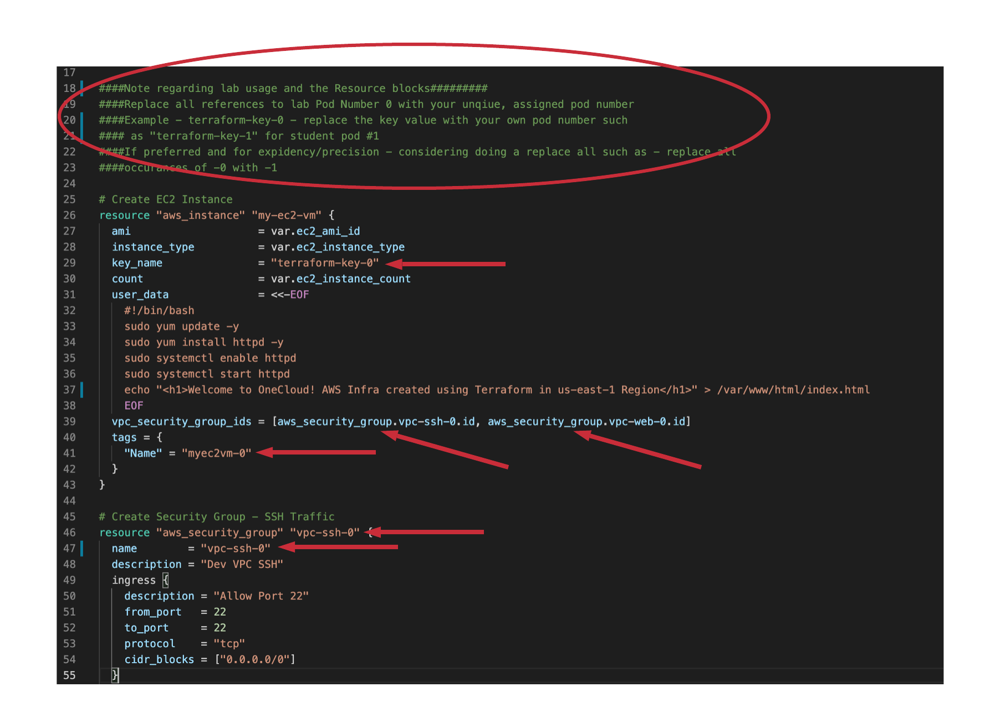 17
18 ####Note regarding lab usage and the Resource blocks#########
19 ####Replace all references to lab Pod Number 0 with your unqiue, assigned pod number
20 ####Example - terraform-key-0 - replace the key value with your own pod number such
21 #### as "terraform-key-1" for student pod #1
22 ####If preferred and for expidency/precision - considering doing a replace all such as - replace all
23 ####occurances of -0 with -1
24
25 # Create EC2 Instance
26 resource "aws_instance" "my-ec2-vm" {
27 ami = var.ec2_ami_id
28 instance_type = var.ec2_instance_type
29 key_name = "terraform-key-0"
30 count = var.ec2_instance_count
31 user_data = <<-EOF
32 #!/bin/bash
33 sudo yum update -y
34 sudo yum install httpd -y
35 sudo systemctl enable httpd
36 sudo systemctl start httpd
37 echo "<h1>Welcome to OneCloud! AWS Infra created using Terraform in us-east-1 Region</h1>" > /var/www/html/index.html
38 EOF
39 vpc_security_group_ids = [aws_security_group.vpc-ssh-0.id, aws_security_group.vpc-web-0.id]
40 tags = {
41 "Name" = "myec2vm-0"
42 }
43 }
44
45 # Create Security Group - SSH Traffic
46 resource "aws_security_group" "vpc-ssh-0" {
47 name = "vpc-ssh-0"
48 description = "Dev VPC SSH"
49 ingress {
50 description = "Allow Port 22"
51 from_port = 22
52 to_port = 22
53 protocol = "tcp"
54 cidr_blocks = ["0.0.0.0/0"]
55 }